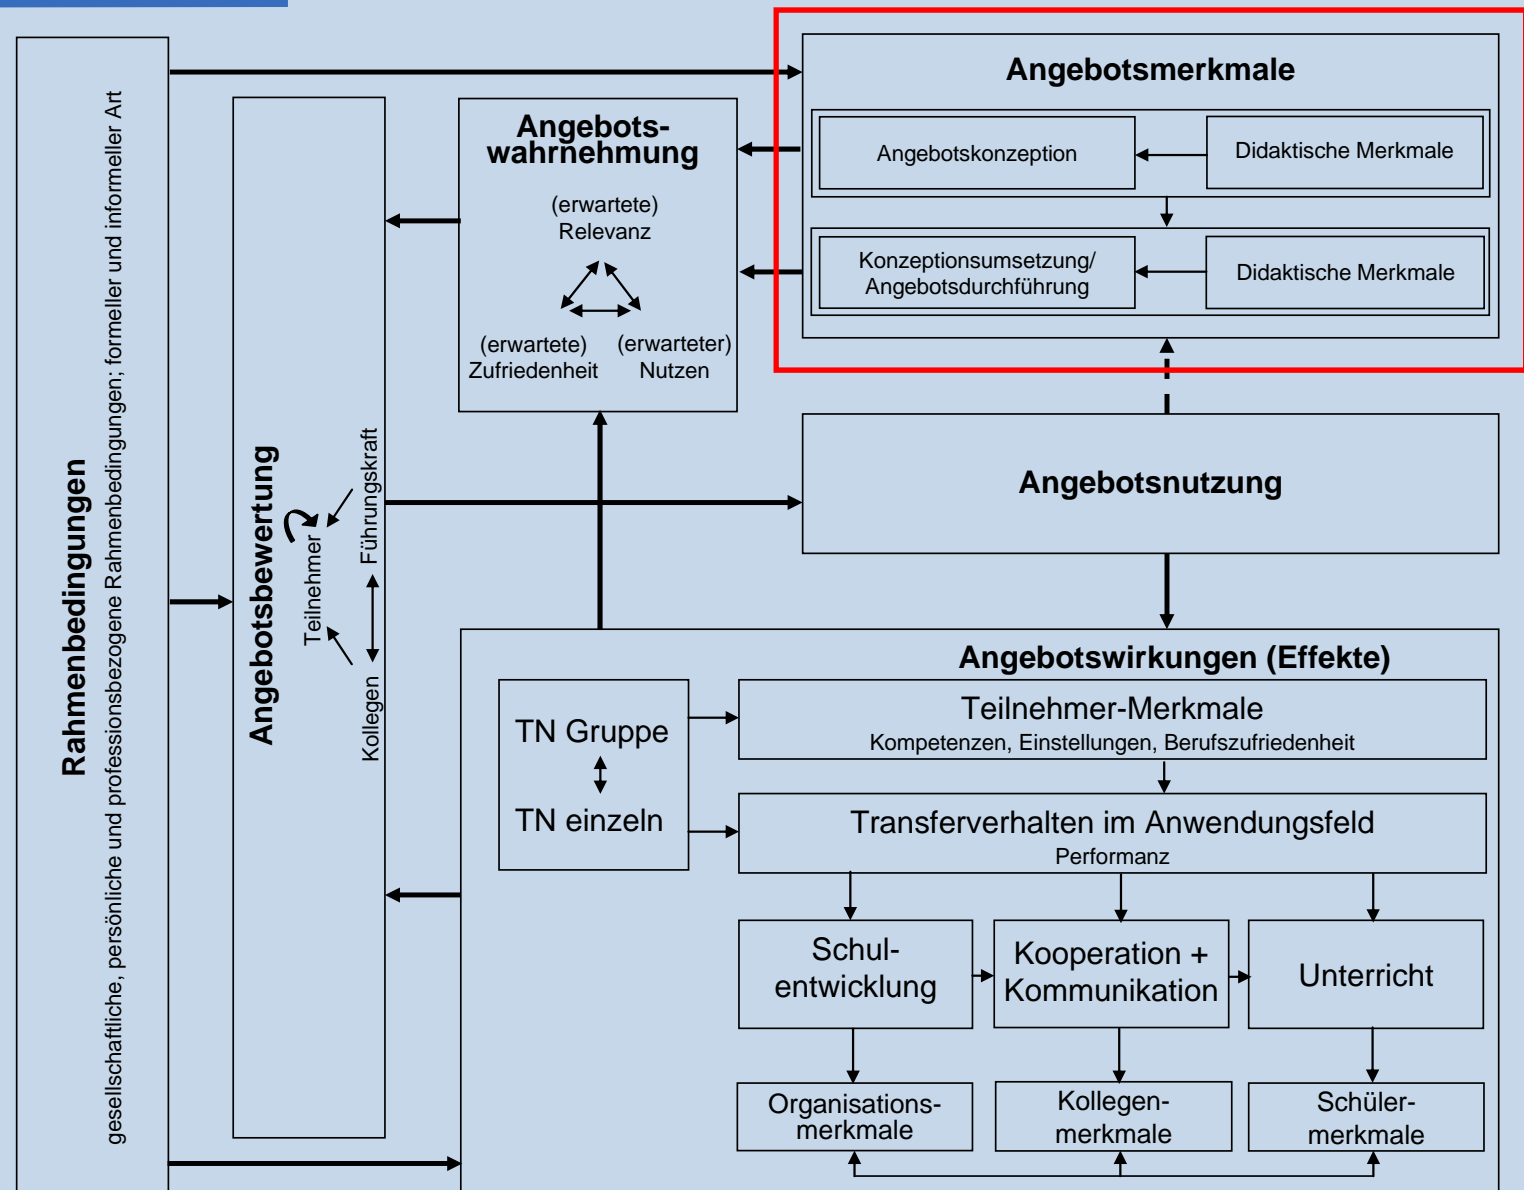 Rahmenbedingungen
gesellschaftliche, persönliche und professionsbezogene Rahmenbedingungen; formeller und informeller Art
Angebotsbewertung
Teilnehmer
Führungskraft
Kollegen
Angebots-
wahrnehmung
(erwartete)
Relevanz
(erwartete)
Zufriedenheit
(erwarteter)
Nutzen
Angebotsmerkmale
Angebotskonzeption
Didaktische Merkmale
Konzeptionsumsetzung/
Angebotsdurchführung
Didaktische Merkmale
Angebotsnutzung
Angebotswirkungen (Effekte)
TN Gruppe
TN einzeln
Teilnehmer-Merkmale
Kompetenzen, Einstellungen, Berufszufriedenheit
Transferverhalten im Anwendungsfeld
Performanz
Schul-
entwicklung
Kooperation +
Kommunikation
Unterricht
Organisations-
merkmale
Kollegen-
merkmale
Schüler-
merkmale